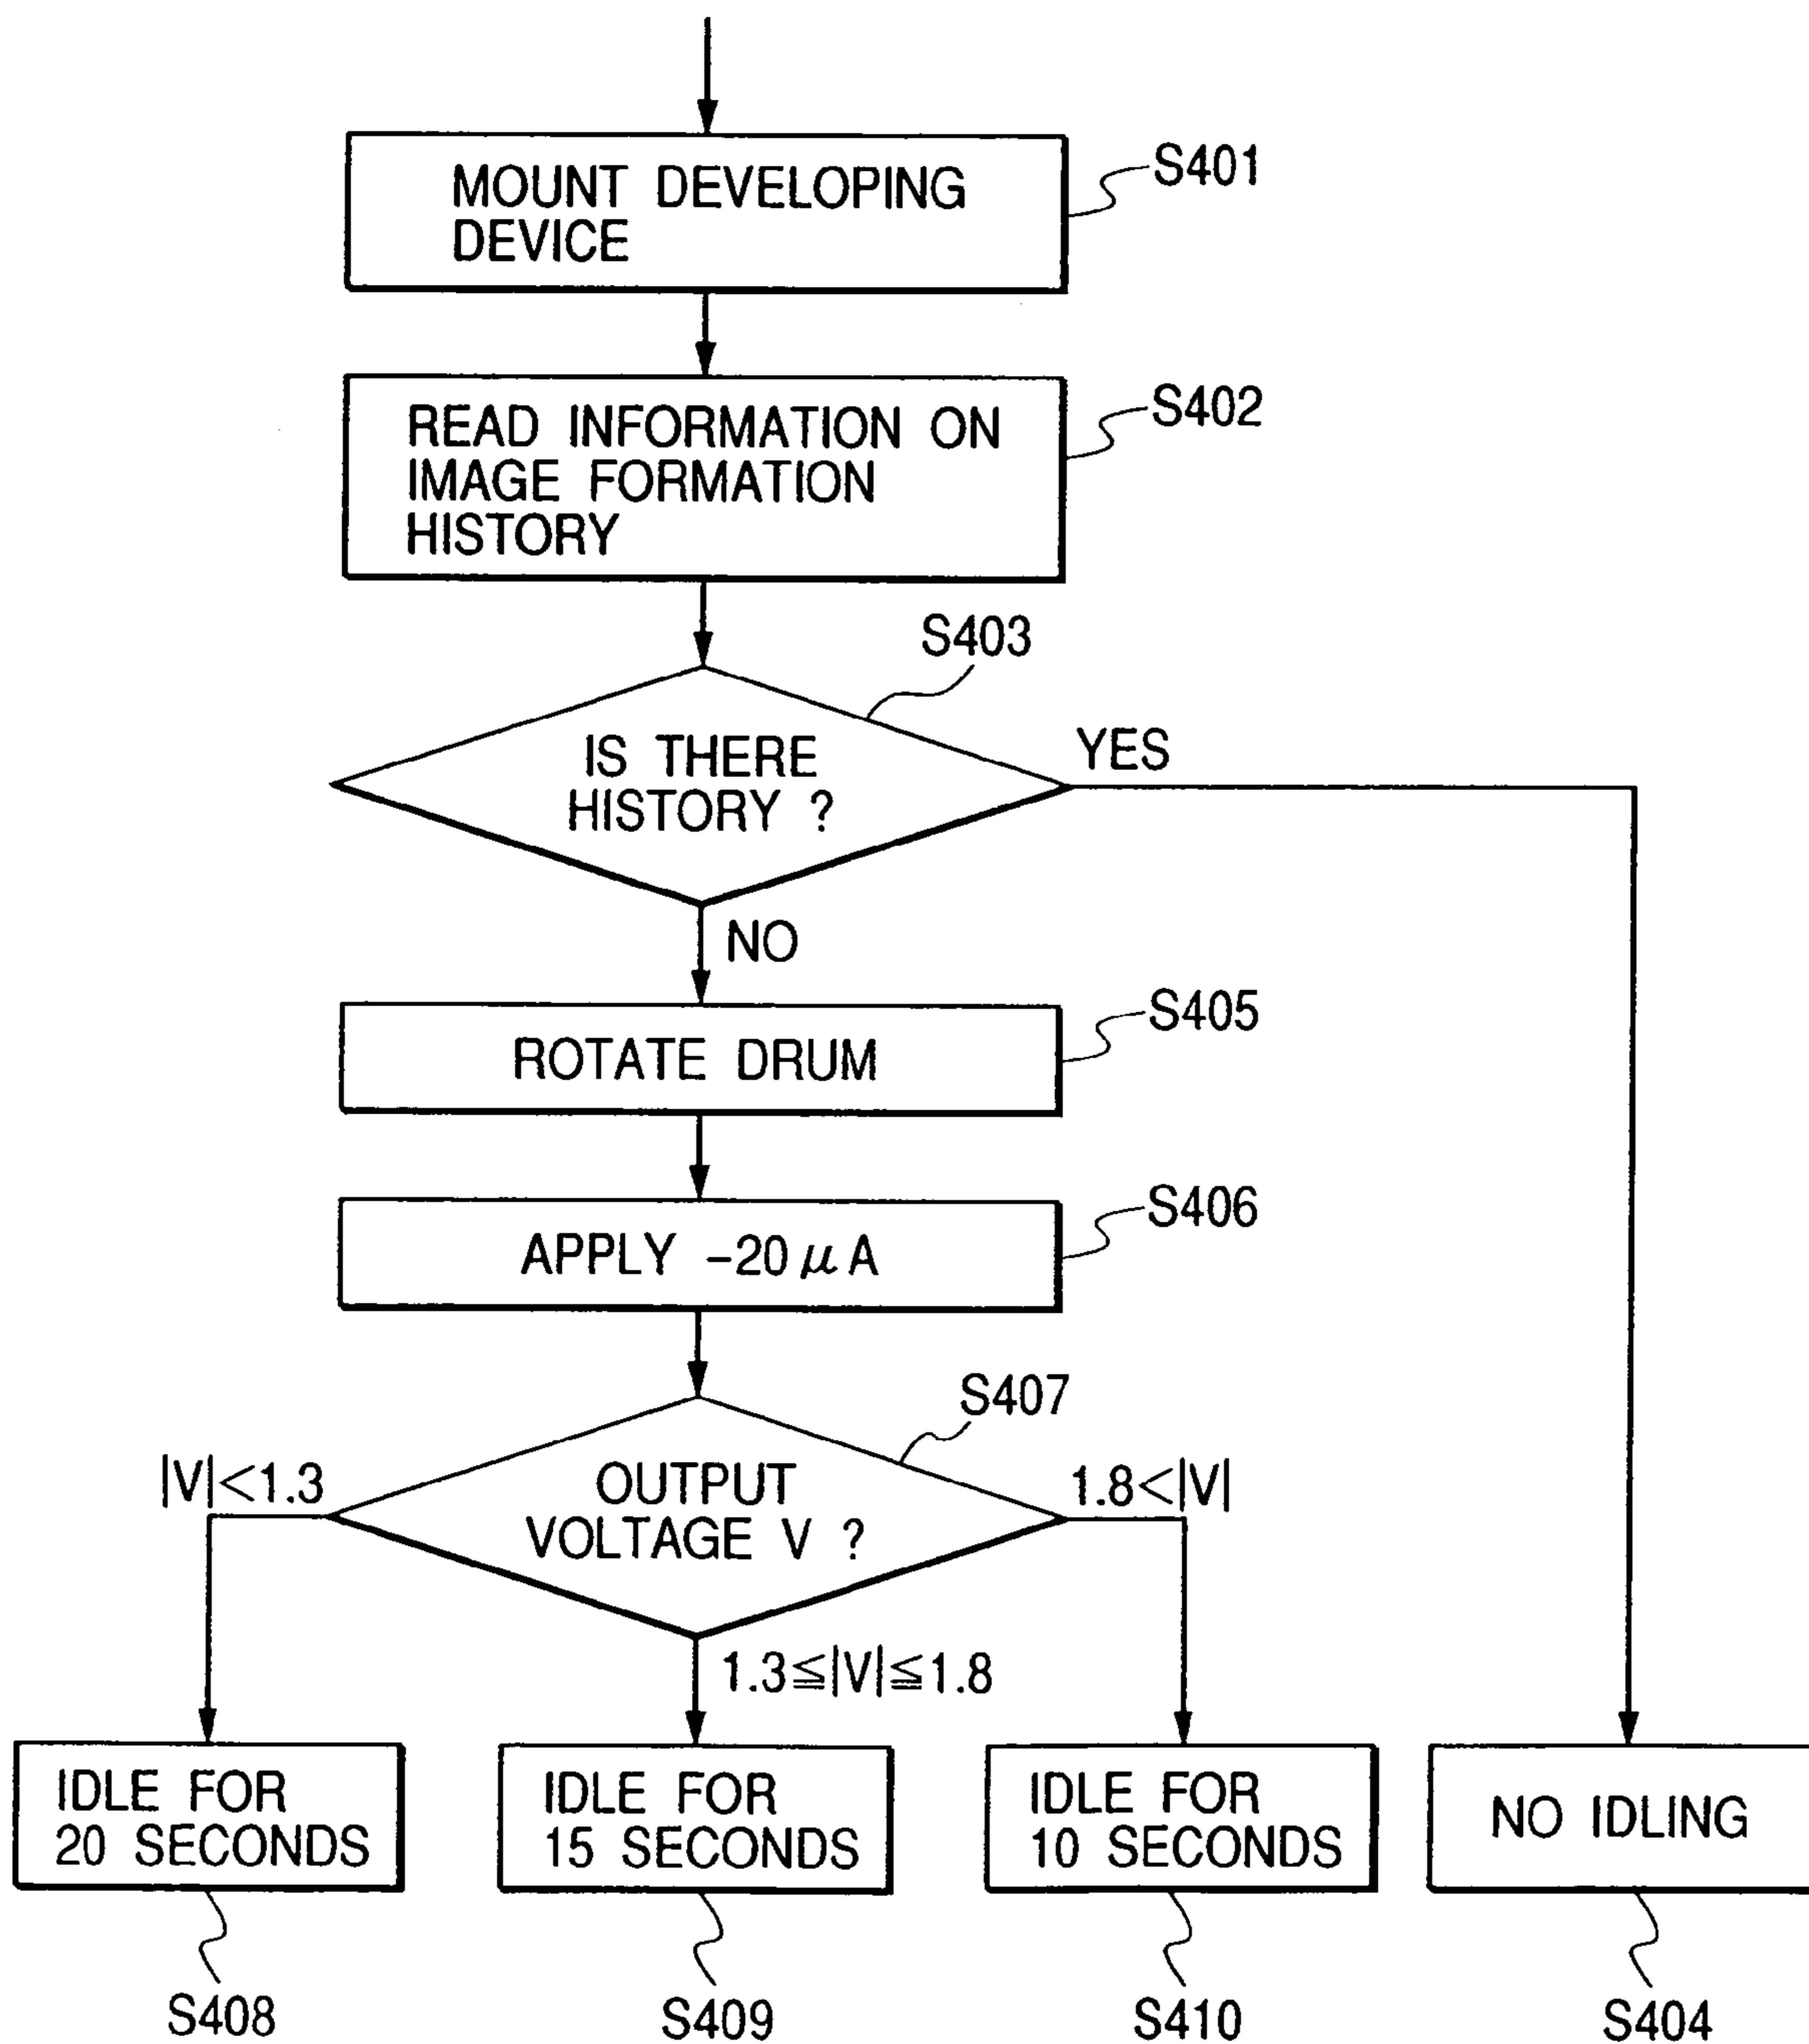 MOUNT DEVELOPING
DEVICE
S401
READ INFORMATION ON
IMAGE FORMATION
HISTORY
S402
S403
IS THERE
HISTORY ?
YES
NO
ROTATE DRUM
S405
APPLY -20μA
S406
S407
OUTPUT
VOLTAGE V ?
|V|<1.3
1.8<|V|
1.3≦|V|≦1.8
IDLE FOR
20 SECONDS
IDLE FOR
15 SECONDS
IDLE FOR
10 SECONDS
NO IDLING
S408
S409
S410
S404